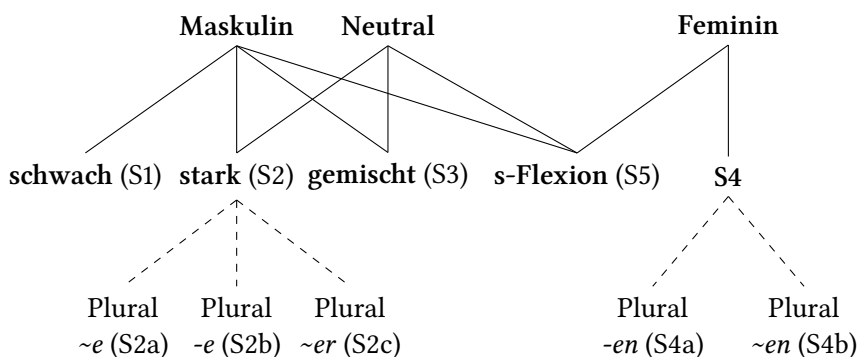 Maskulin Neutral Feminin
schwach (S1) stark (S2) gemischt (S3) s-Flexion (S5) S4
Plural Plural Plural Plural Plural
~e (S2a) -e (S2b) ~er (S2c) -en (S4a) ~en (S4b)